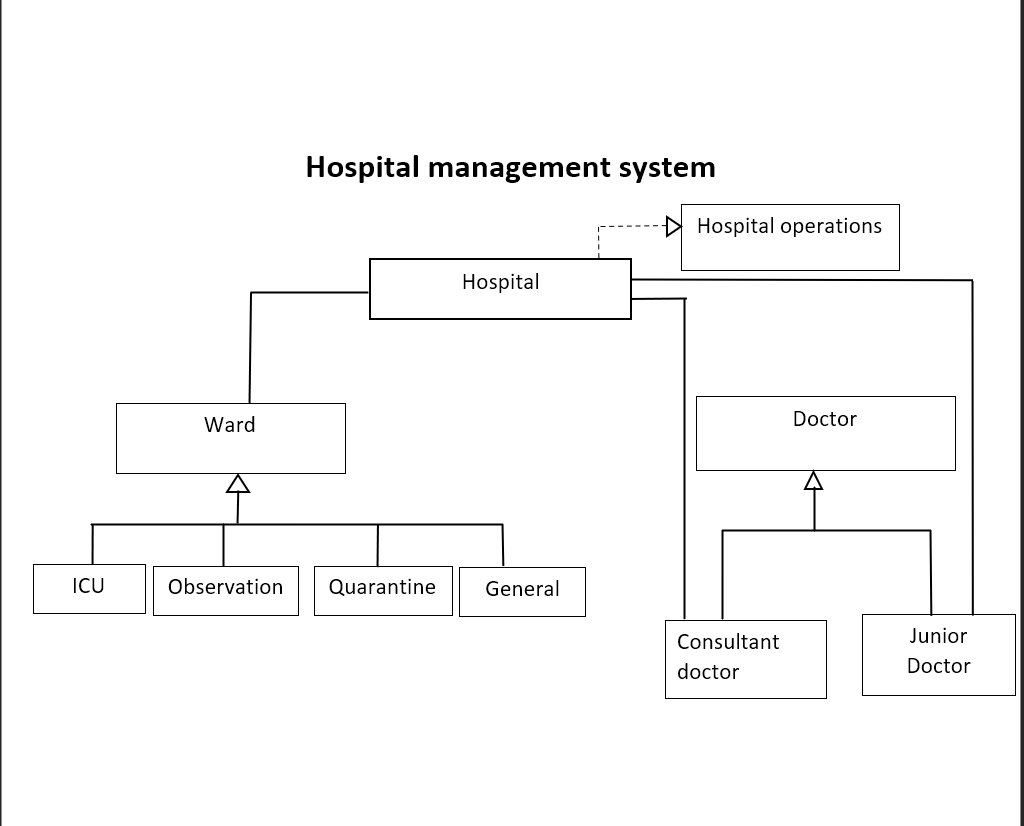 Hospital management system
Hospital operations
Hospital
Ward
Doctor
ICU
Observation
Quarantine
General
Consultant
doctor
Junior
Doctor